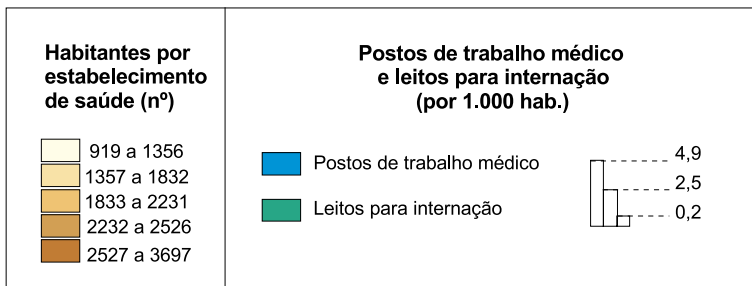 Habitantes por
estabelecimento
de saúde (nº)
919 a 1356
1357 a 1832
1833 a 2231
2232 a 2526
2527 a 3697
Postos de trabalho médico
e leitos para internação
(por 1.000 hab.)
Postos de trabalho médico
Leitos para internação
4,9
2,5
0,2